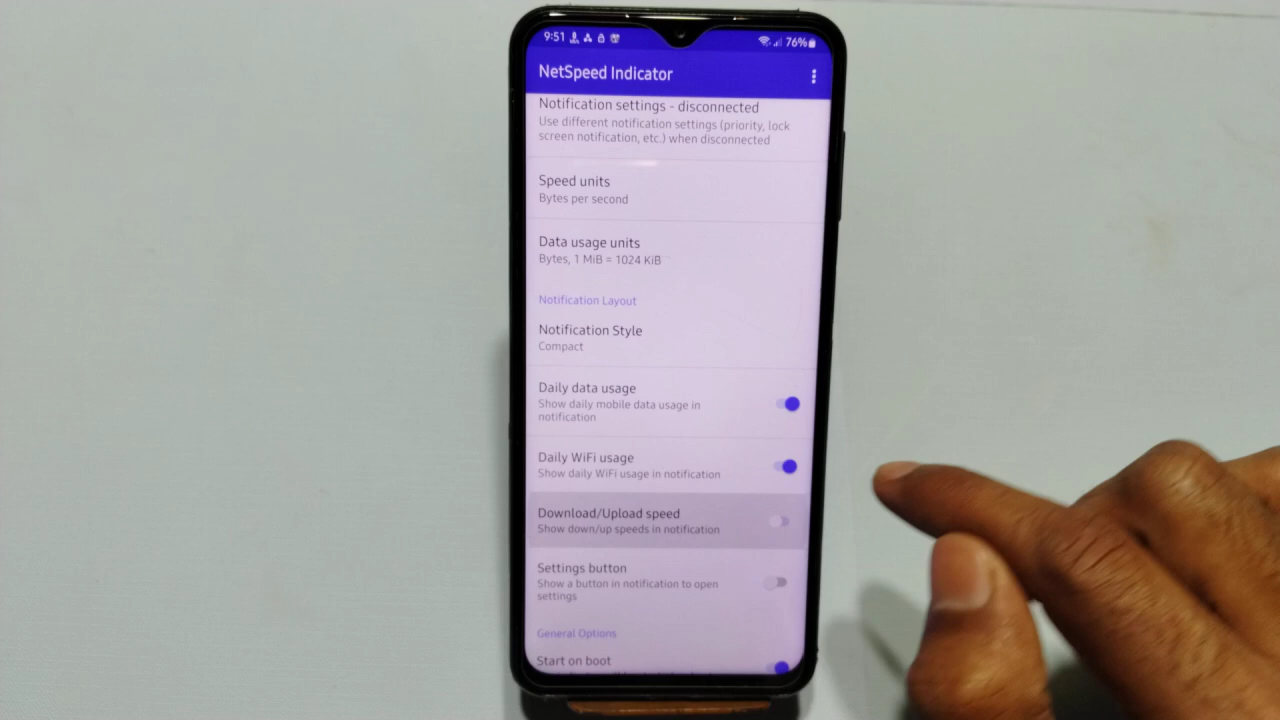 9:51 76%
NetSpeed Indicator
Notification settings - disconnected
Use different notification settings (priority, lock
screen notification, etc.) when disconnected
Speed units
Bytes per second
Data usage units
Bytes, 1 MiB = 1024 KiB
Notification Layout
Notification Style
Compact
Daily data usage
Show daily mobile data usage in
notification
Daily WiFi usage
Show daily WiFi usage in notification
Download/Upload speed
Show down/up speeds in notification
Settings button
Show a button in notification to open
settings
General Options
Start on boot